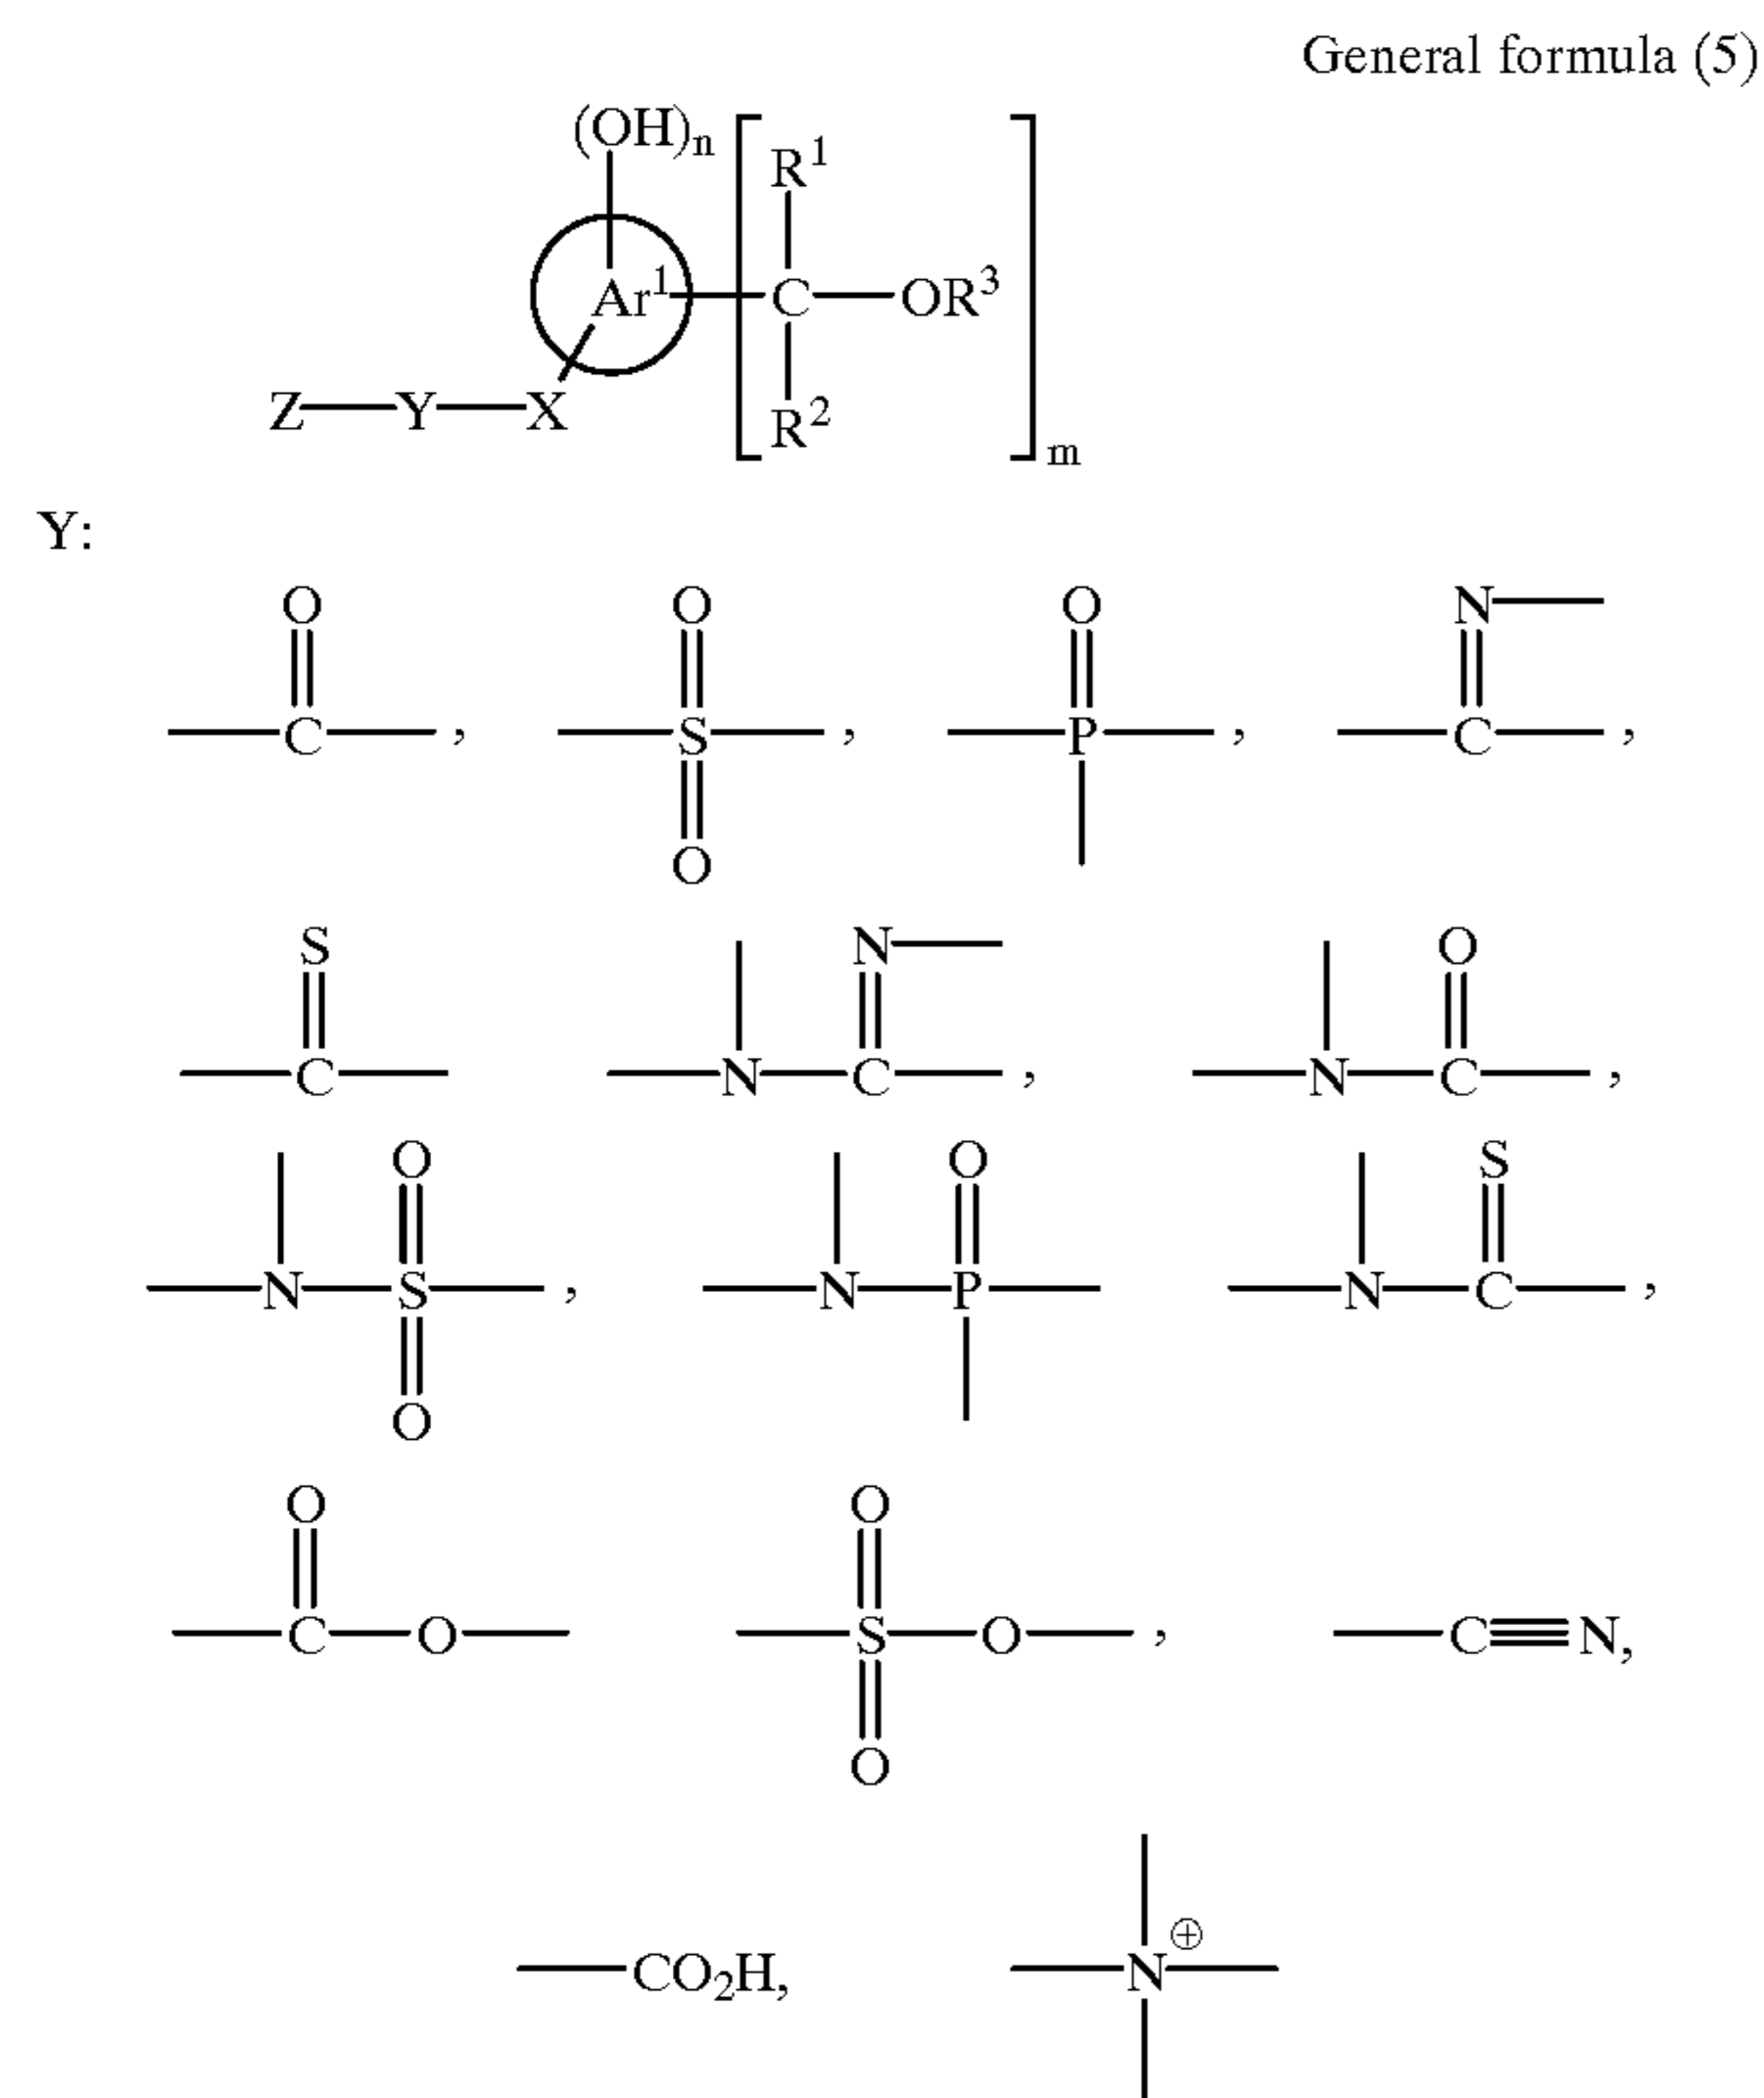 General formula (5)
(OH)n
R1
Ar1 C OR3
Z Y X R2
m
Y:
O O O N
C, S, P, C,
O
S N O
C N C, N C,
O O S
N S, N P N C,
O
O O
C O S O, C≡N,
O
CO2H, N⊕